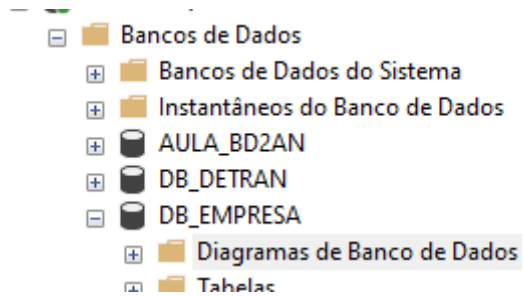 Bancos de Dados
Bancos de Dados do Sistema
Instantâneos do Banco de Dados
AULA_BD2AN
DB_DETRAN
DB_EMPRESA
Diagramas de Banco de Dados
Tabelas